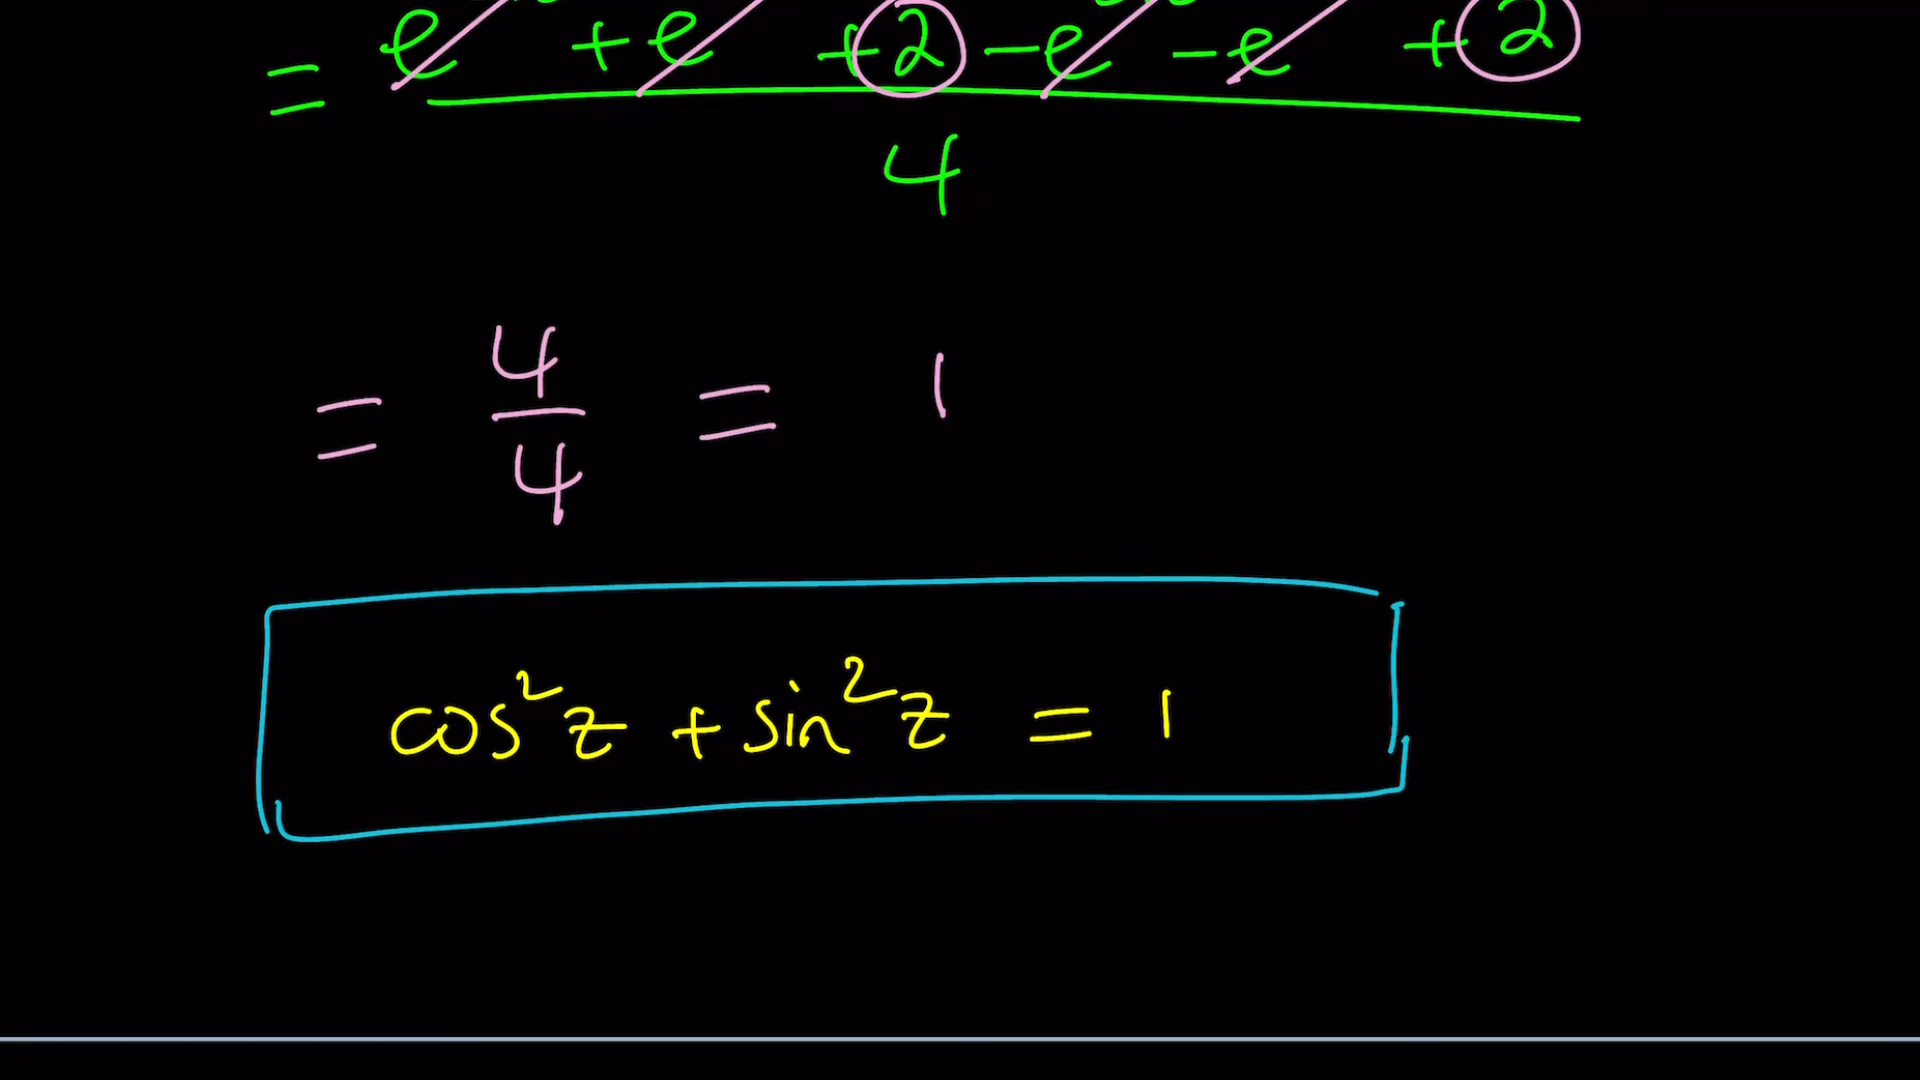 = e + e + 2 - e - e + 2
4
= 4/4 = 1
cos²z + sin²z = 1